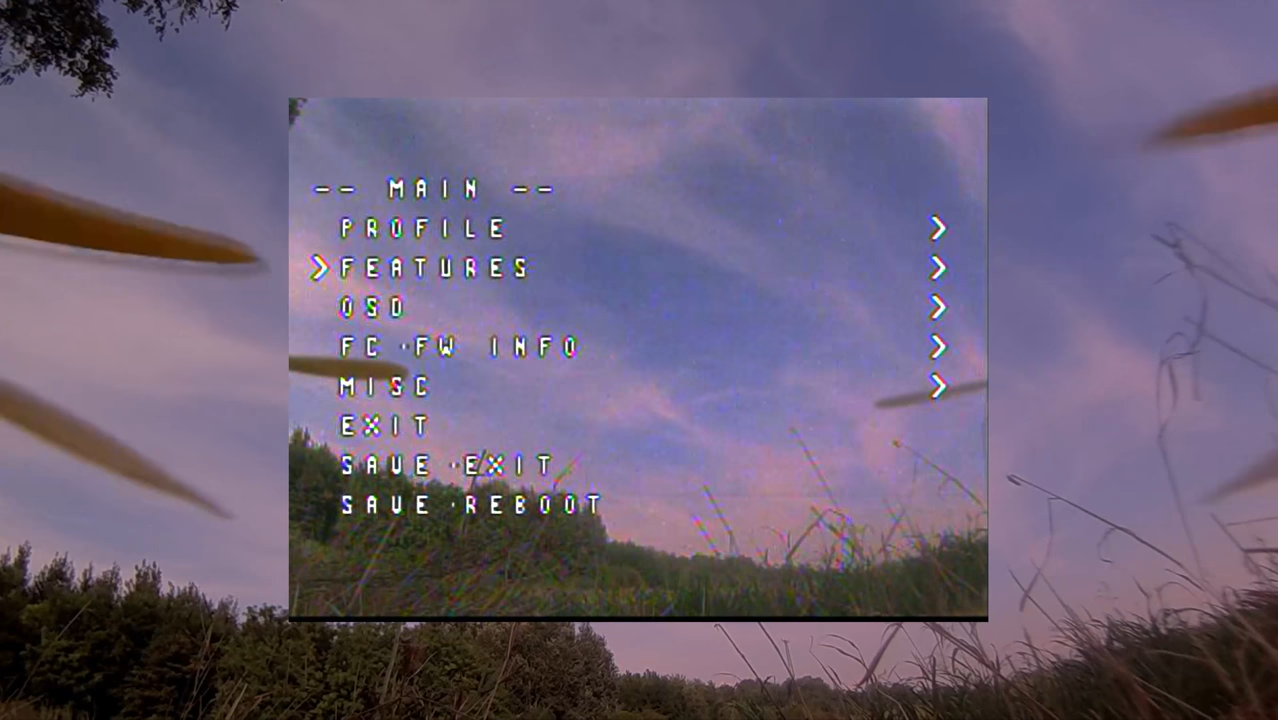 -- MAIN --
PROFILE >
>FEATURES >
OSD >
FC·FW INFO >
MISC >
EXIT
SAVE·EXIT
SAVE·REBOOT